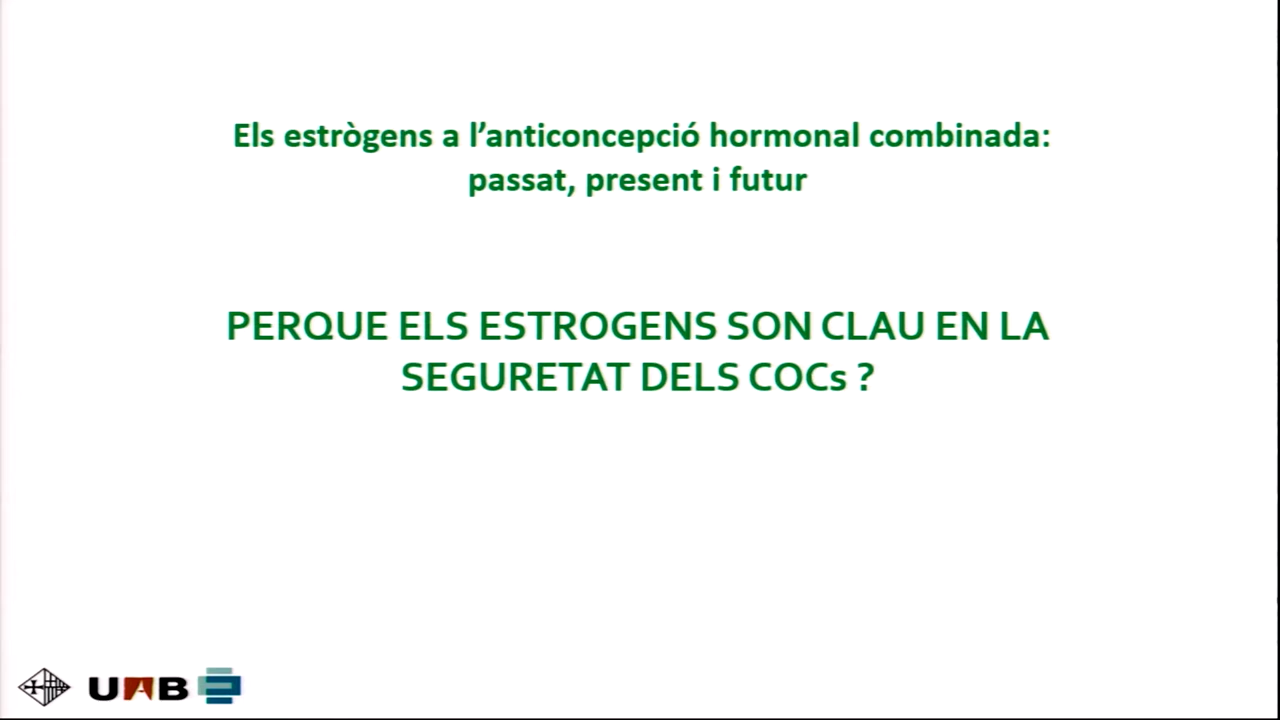 Els estrògens a l’anticoncepció hormonal combinada:
passat, present i futur
PERQUE ELS ESTROGENS SON CLAU EN LA
SEGURETAT DELS COCs ?
UAB